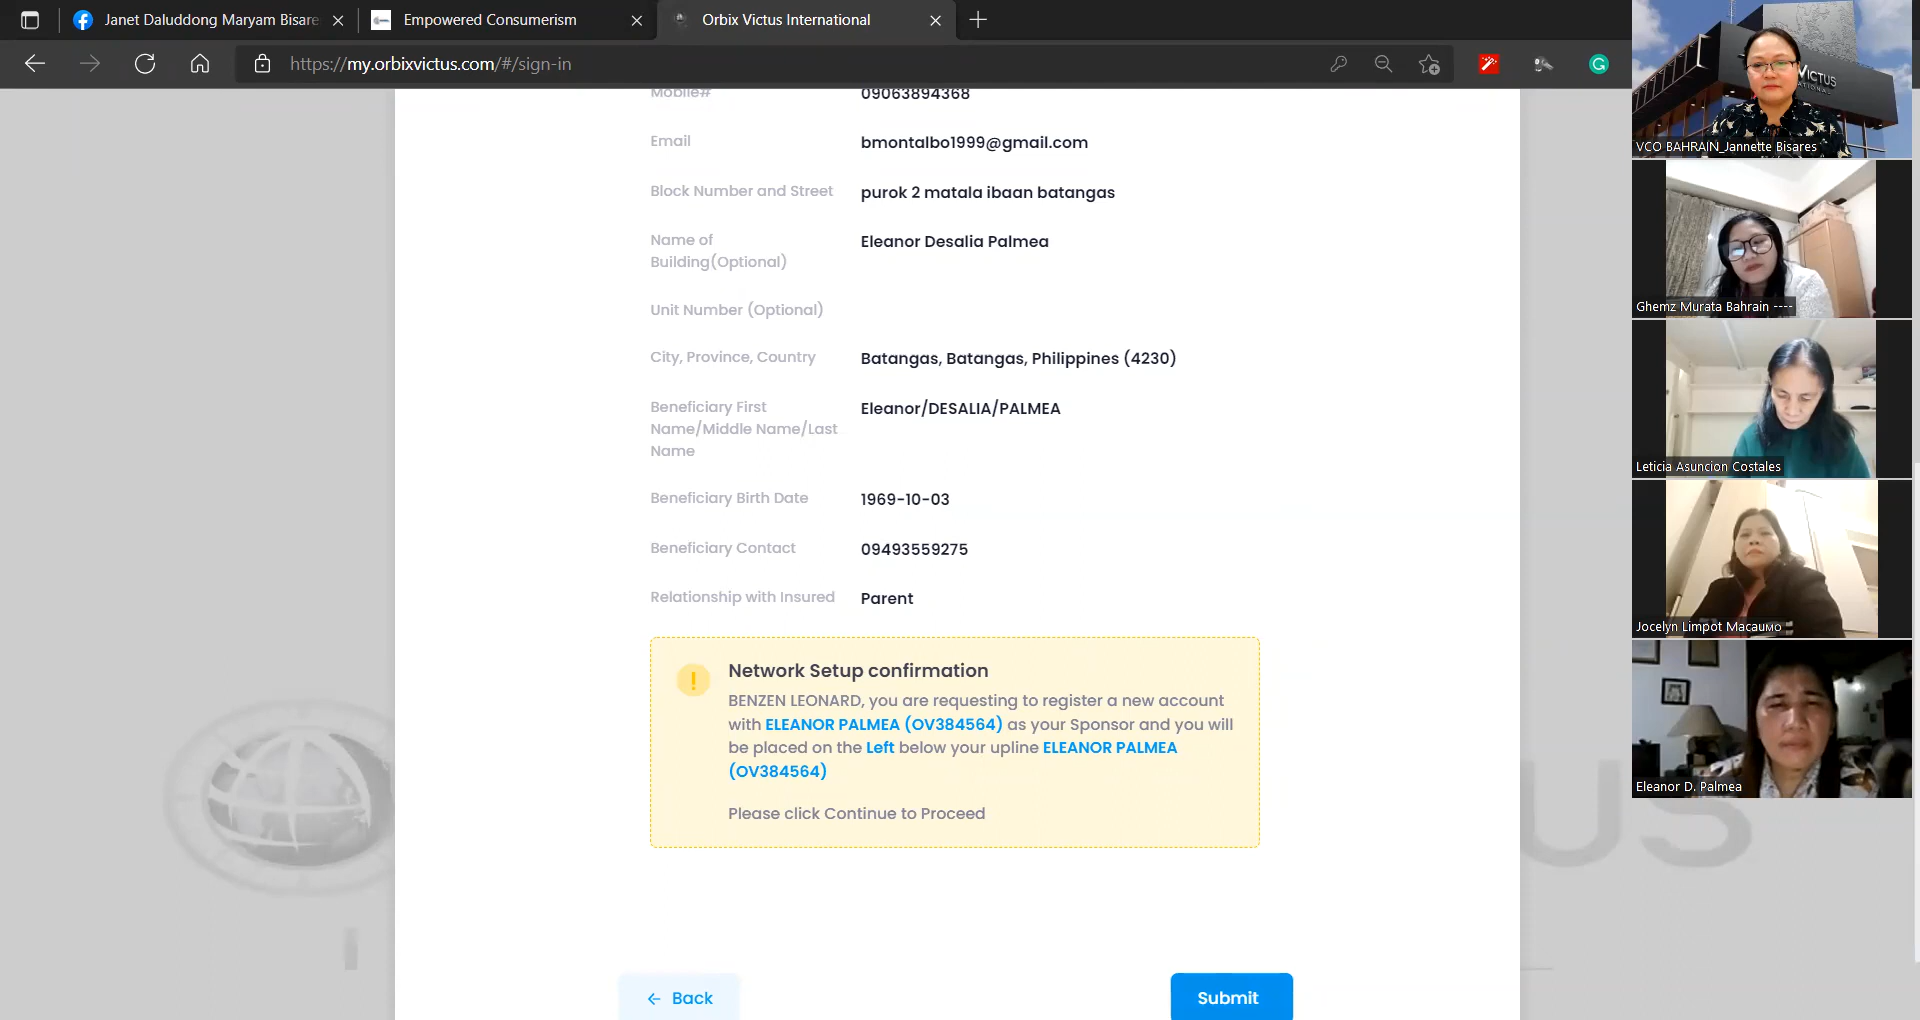 Janet Daluddong Maryam Bisare
Empowered Consumerism
Orbix Victus International
https://my.orbixvictus.com/#/sign-in
Mobile#
09063894368
Email
bmontalbo1999@gmail.com
Block Number and Street
purok 2 matala ibaan batangas
Name of
Building(Optional)
Eleanor Desalia Palmea
Unit Number (Optional)
City, Province, Country
Batangas, Batangas, Philippines (4230)
Beneficiary First
Name/Middle Name/Last
Name
Eleanor/DESALIA/PALMEA
Beneficiary Birth Date
1969-10-03
Beneficiary Contact
09493559275
Relationship with Insured
Parent
Network Setup confirmation
BENZEN LEONARD, you are requesting to register a new account
with ELEANOR PALMEA (OV384564) as your Sponsor and you will
be placed on the Left below your upline ELEANOR PALMEA
(OV384564)
Please click Continue to Proceed
← Back
Submit
VICTUS
VCO BAHRAIN_Jannette Bisares
Ghemz Murata Bahrain ----
Leticia Asuncion Costales
Jocelyn Limpot Macaumo
Eleanor D. Palmea
US